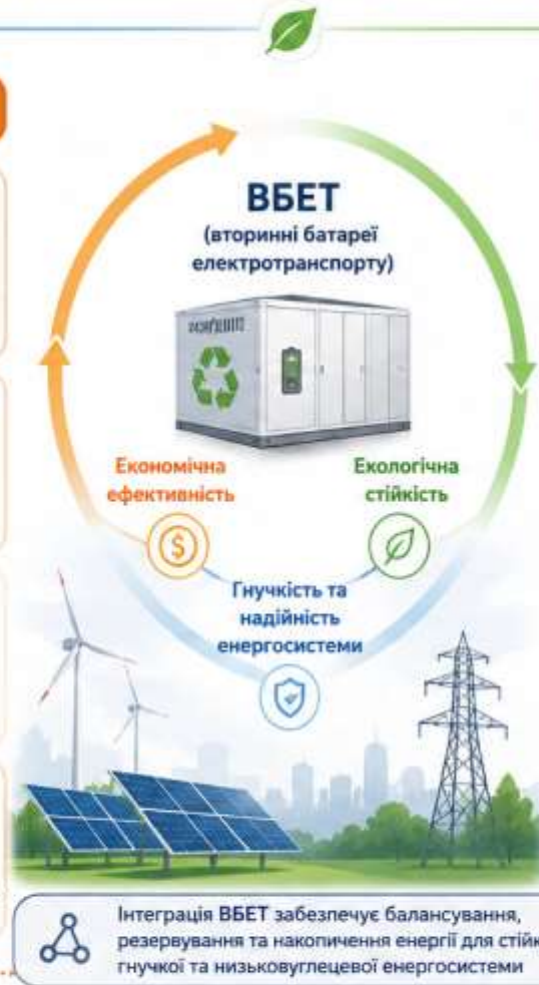 ВБЕТ
(вторинні батареї
електротранспорту)
Економічна
ефективність
Екологічна
стійкість
Гнучкість та
надійність
енергосистеми
Інтеграція ВБЕТ забезпечує балансування,
резервування та накопичення енергії для стійк
гнучкої та низьковуглецевої енергосистеми